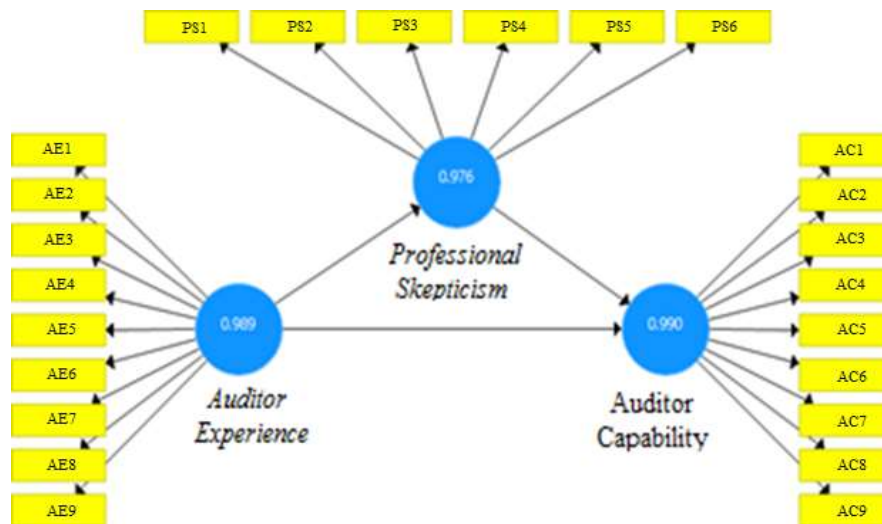 PS1
PS2
PS3
PS4
PS5
PS6
AE1
AE2
AE3
AE4
AE5
AE6
AE7
AE8
AE9
0.976
Professional
Skepticism
0.989
Auditor
Experience
0.990
Auditor
Capability
AC1
AC2
AC3
AC4
AC5
AC6
AC7
AC8
AC9